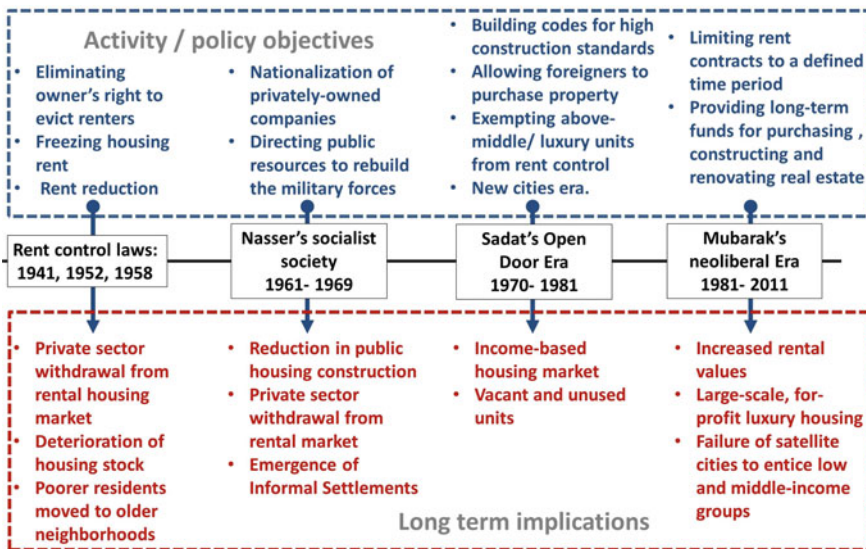 Activity / policy objectives
• Eliminating
owner's right to
evict renters
• Freezing housing
rent
• Rent reduction
• Nationalization of
privately-owned
companies
• Directing public
resources to rebuild
the military forces
• Building codes for high
construction standards
• Allowing foreigners to
purchase property
• Exempting above-
middle/ luxury units
from rent control
• New cities era.
• Limiting rent
contracts to a defined
time period
• Providing long-term
funds for purchasing ,
constructing and
renovating real estate
Rent control laws:
1941, 1952, 1958
Nasser's socialist
society
1961- 1969
Sadat's Open
Door Era
1970- 1981
Mubarak's
neoliberal Era
1981- 2011
• Private sector
withdrawal from
rental housing
market
• Deterioration of
housing stock
• Poorer residents
moved to older
neighborhoods
• Reduction in public
housing construction
• Private sector
withdrawal from
rental market
• Emergence of
Informal Settlements
• Income-based
housing market
• Vacant and unused
units
• Increased rental
values
• Large-scale, for-
profit luxury housing
• Failure of satellite
cities to entice low
and middle-income
groups
Long term implications